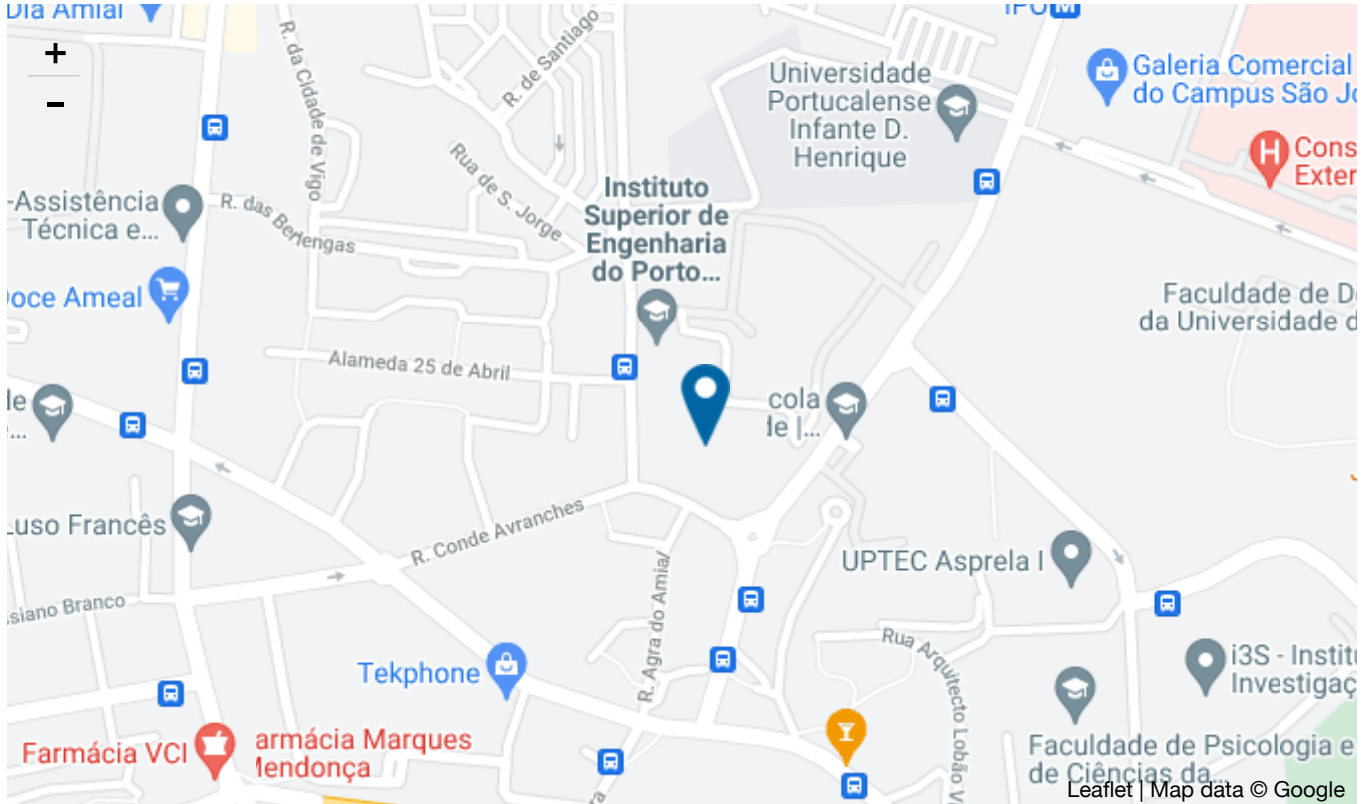 Dia Amial
IPO
M
+
-
R. da Cidade de Vigo
R. de Santiago
Universidade
Portucalense
Infante D.
Henrique
Galeria Comercial
do Campus São Jo
H
Cons
Exter
-Assistência
Técnica e...
R. das Berlengas
Rua de S. Jorge
Instituto
Superior de
Engenharia
do Porto...
oce Ameal
Faculdade de D
da Universidade d
Alameda 25 de Abril
cola
de |...
le
...
Luso Francês
R. Conde Avranches
UPTEC Asprela I
ssiano Branco
R. Agra do Amial
Rua Arquitecto Lobão V
Tekphone
i3S - Institu
Investigaç
Farmácia VCI
armácia Marques
Mendonça
Faculdade de Psicologia e
de Ciências da...
ra
Leaflet | Map data © Google